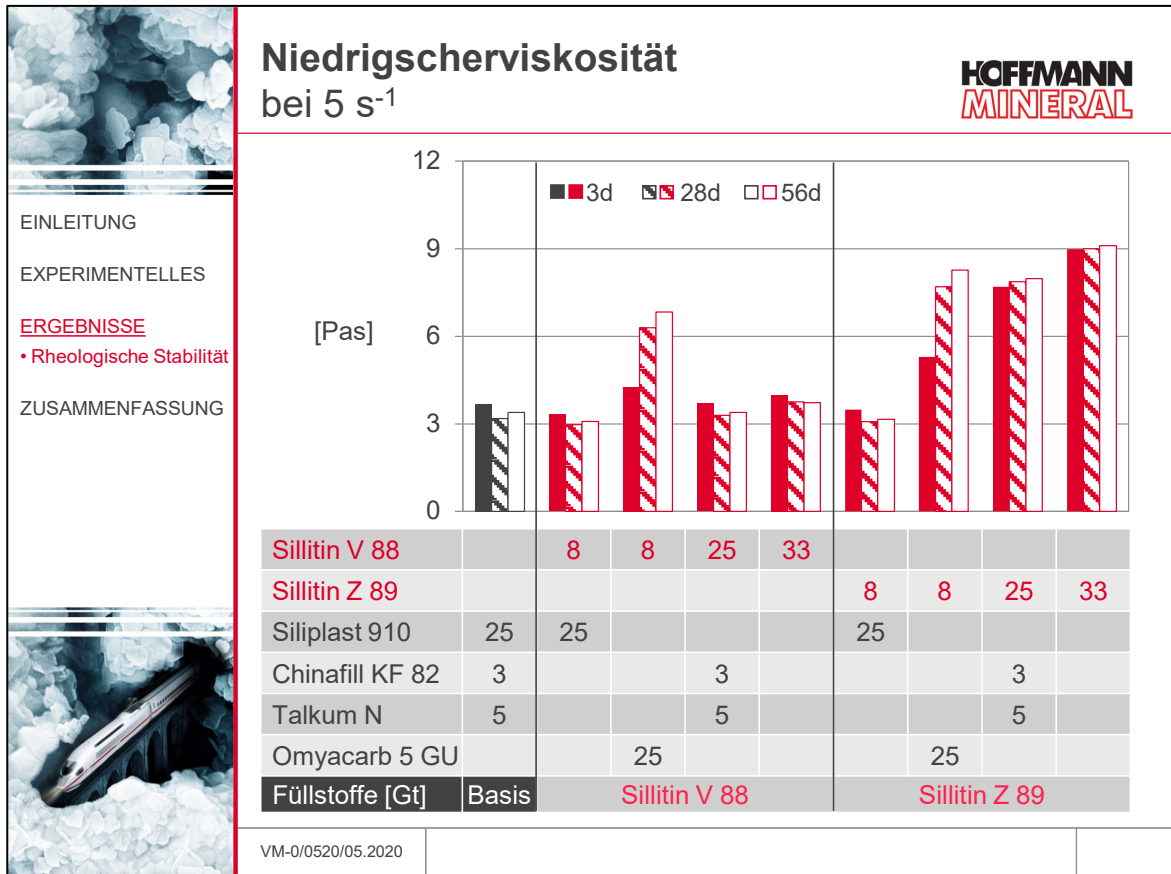 Niedrigscherviskosität
bei 5 s⁻¹
HOFFMANN
MINERAL
EINLEITUNG
EXPERIMENTELLES
ERGEBNISSE
• Rheologische Stabilität
ZUSAMMENFASSUNG
12
9
6
3
0
[Pas]
3d 28d 56d
Sillitin V 88 8 8 25 33
Sillitin Z 89 8 8 25 33
Siliplast 910 25 25 25
Chinafill KF 82 3 3 3
Talkum N 5 5 5
Omyacarb 5 GU 25 25
Füllstoffe [Gt] Basis Sillitin V 88 Sillitin Z 89
VM-0/0520/05.2020